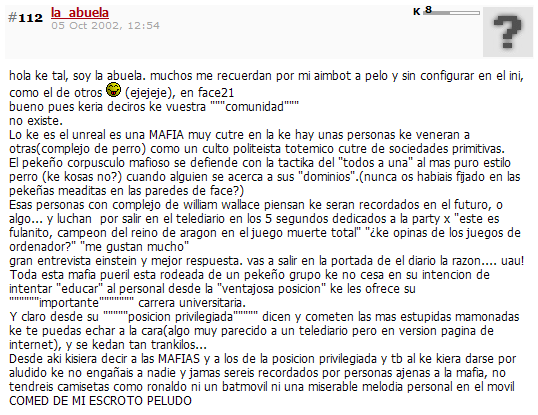 #112 la_abuela
05 Oct 2002, 12:54
K 8
?
hola ke tal, soy la abuela. muchos me recuerdan por mi aimbot a pelo y sin configurar en el ini,
como el de otros (ejejeje), en face21
bueno pues keria deciros ke vuestra """comunidad"""
no existe.
Lo ke es el unreal es una MAFIA muy cutre en la ke hay unas personas ke veneran a
otras(complejo de perro) como un culto politeista totemico cutre de sociedades primitivas.
El pekeño corpusculo mafioso se defiende con la tactika del "todos a una" al mas puro estilo
perro (ke kosas no?) cuando alguien se acerca a sus "dominios".(nunca os habiais fijado en las
pekeñas meaditas en las paredes de face?)
Esas personas con complejo de william wallace piensan ke serán recordados en el futuro, o
algo... y luchan por salir en el telediario en los 5 segundos dedicados a la party x "este es
fulanito, campeon del reino de aragon en el juego muerte total" "¿ke opinas de los juegos de
ordenador?" "me gustan mucho"
gran entrevista einstein y mejor respuesta. vas a salir en la portada de el diario la razon.... uau!
Toda esta mafia pueril esta rodeada de un pekeño grupo ke no cesa en su intencion de
intentar "educar" al personal desde la "ventajosa posicion" ke les ofrece su
""""""importante""""""" carrera universitaria.
Y claro desde su """""posicion privilegiada""""" dicen y cometen las mas estupidas mamonadas
ke te puedas echar a la cara(algo muy parecido a un telediario pero en version pagina de
internet), y se kedan tan trankilos...
Desde aki kisiera decir a las MAFIAS y a los de la posicion privilegiada y tb al ke kiera darse por
aludido ke no engañais a nadie y jamas sereis recordados por personas ajenas a la mafia, no
tendreis camisetas como ronaldo ni un batmovil ni una miserable melodia personal en el movil
COMED DE MI ESCROTO PELUDO